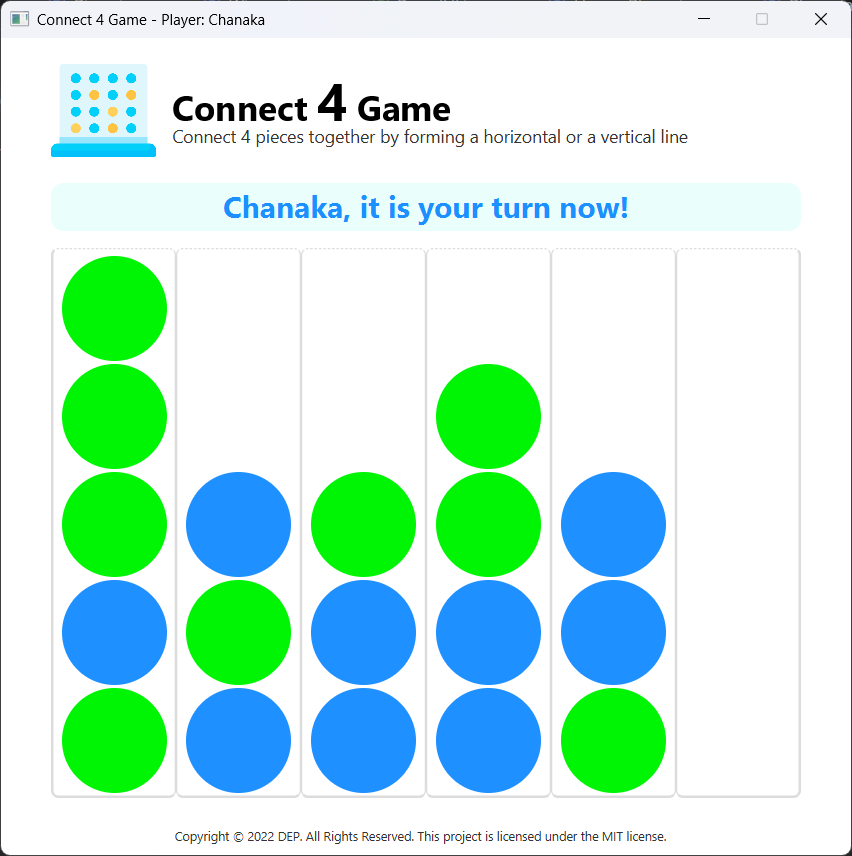 Connect 4 Game - Player: Chanaka
Connect 4 Game
Connect 4 pieces together by forming a horizontal or a vertical line
Chanaka, it is your turn now!
Copyright © 2022 DEP. All Rights Reserved. This project is licensed under the MIT license.